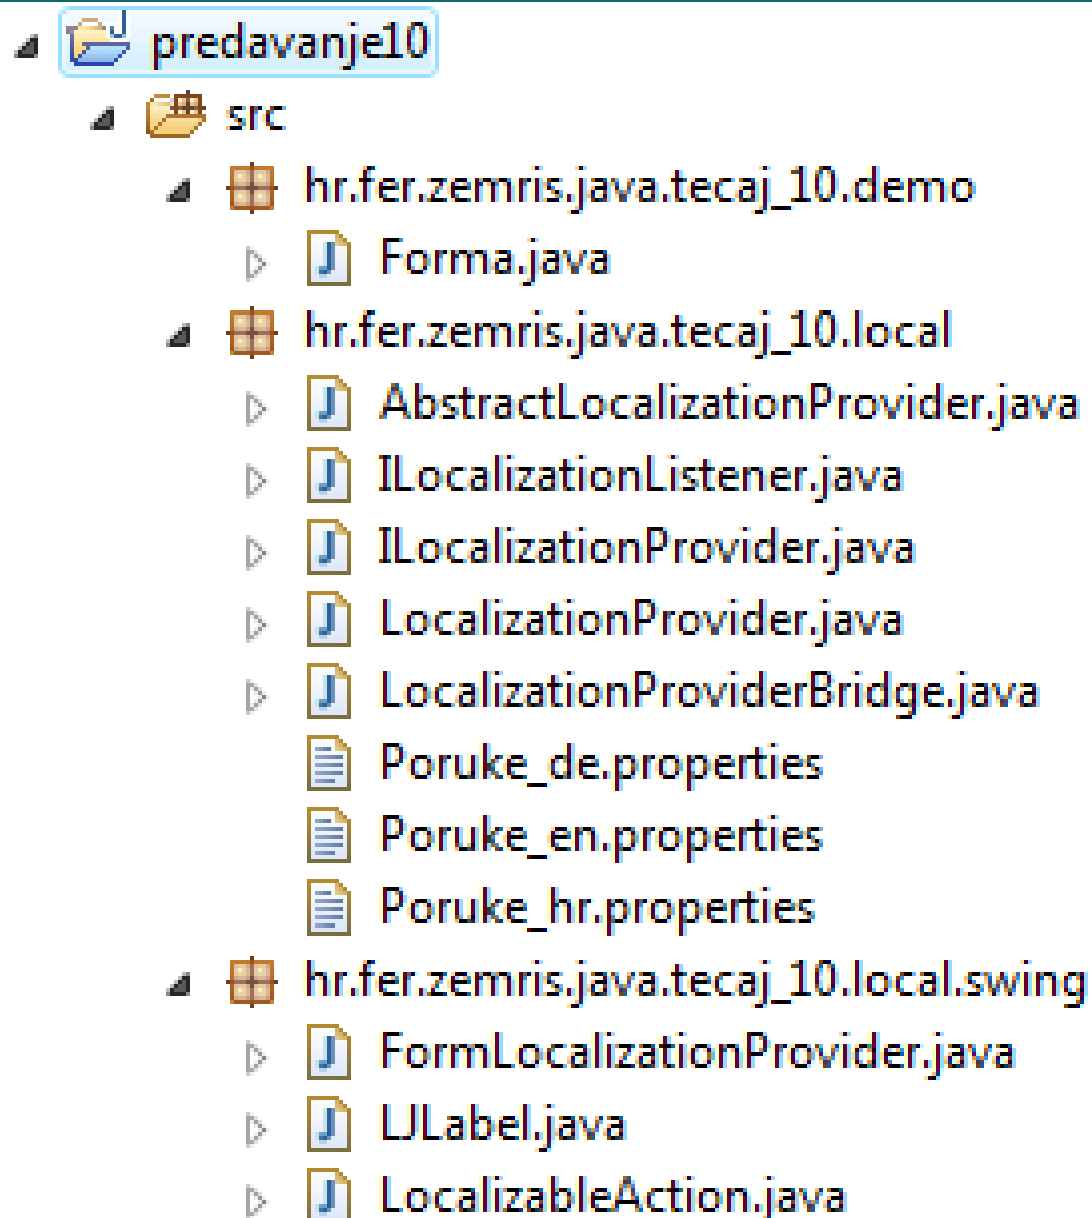 predavanje10
src
hr.fer.zemris.java.tecaj_10.demo
Forma.java
hr.fer.zemris.java.tecaj_10.local
AbstractLocalizationProvider.java
ILocalizationListener.java
ILocalizationProvider.java
LocalizationProvider.java
LocalizationProviderBridge.java
Poruke_de.properties
Poruke_en.properties
Poruke_hr.properties
hr.fer.zemris.java.tecaj_10.local.swing
FormLocalizationProvider.java
LJLabel.java
LocalizableAction.java